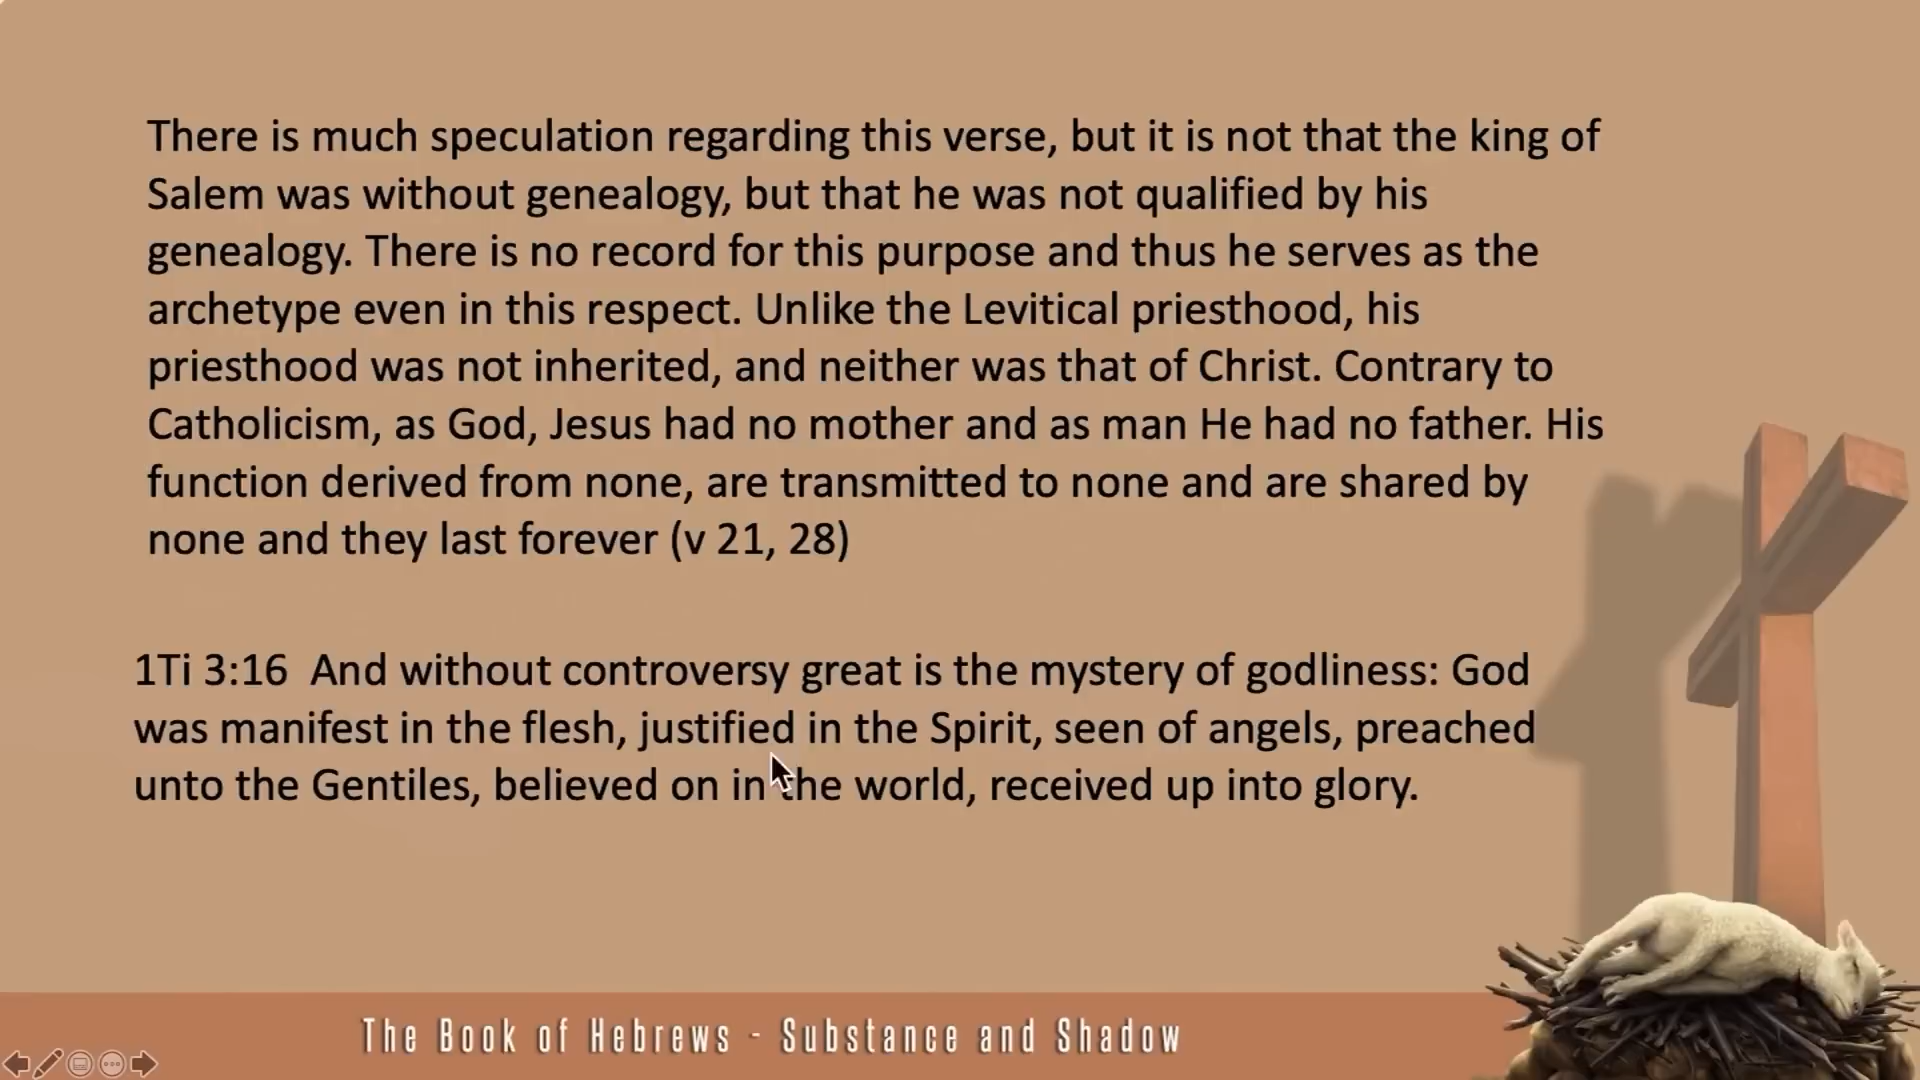 There is much speculation regarding this verse, but it is not that the king of
Salem was without genealogy, but that he was not qualified by his
genealogy. There is no record for this purpose and thus he serves as the
archetype even in this respect. Unlike the Levitical priesthood, his
priesthood was not inherited, and neither was that of Christ. Contrary to
Catholicism, as God, Jesus had no mother and as man He had no father. His
function derived from none, are transmitted to none and are shared by
none and they last forever (v 21, 28)
1Ti 3:16  And without controversy great is the mystery of godliness: God
was manifest in the flesh, justified in the Spirit, seen of angels, preached
unto the Gentiles, believed on in the world, received up into glory.
The Book of Hebrews - Substance and Shadow